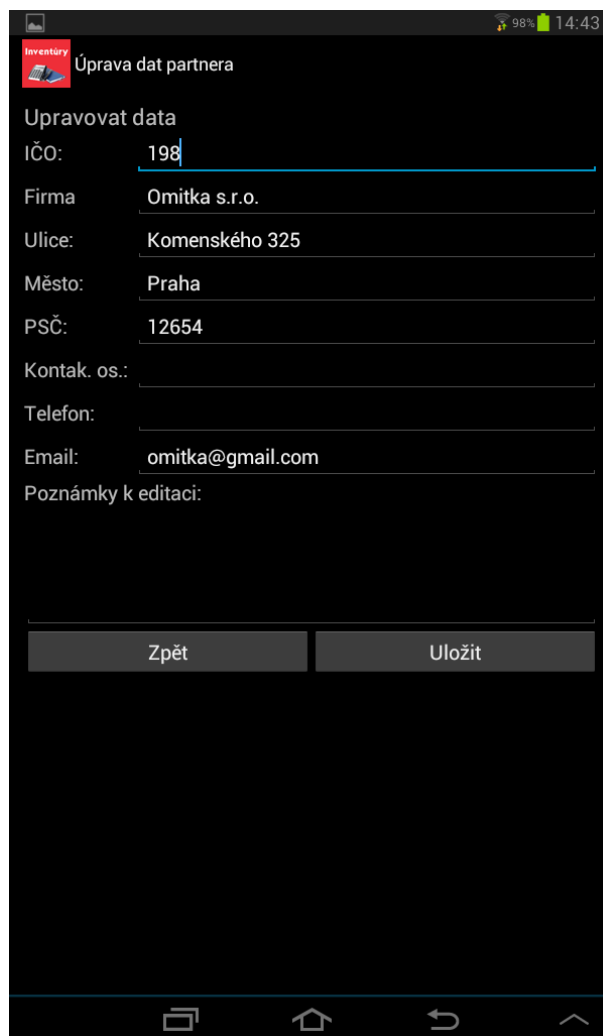 98% 14:43
Inventúry
Úprava dat partnera
Upravovat data
IČO: 198
Firma Omitka s.r.o.
Ulice: Komenského 325
Město: Praha
PSČ: 12654
Kontak. os.:
Telefon:
Email: omitka@gmail.com
Poznámky k editaci:
Zpět Uložit